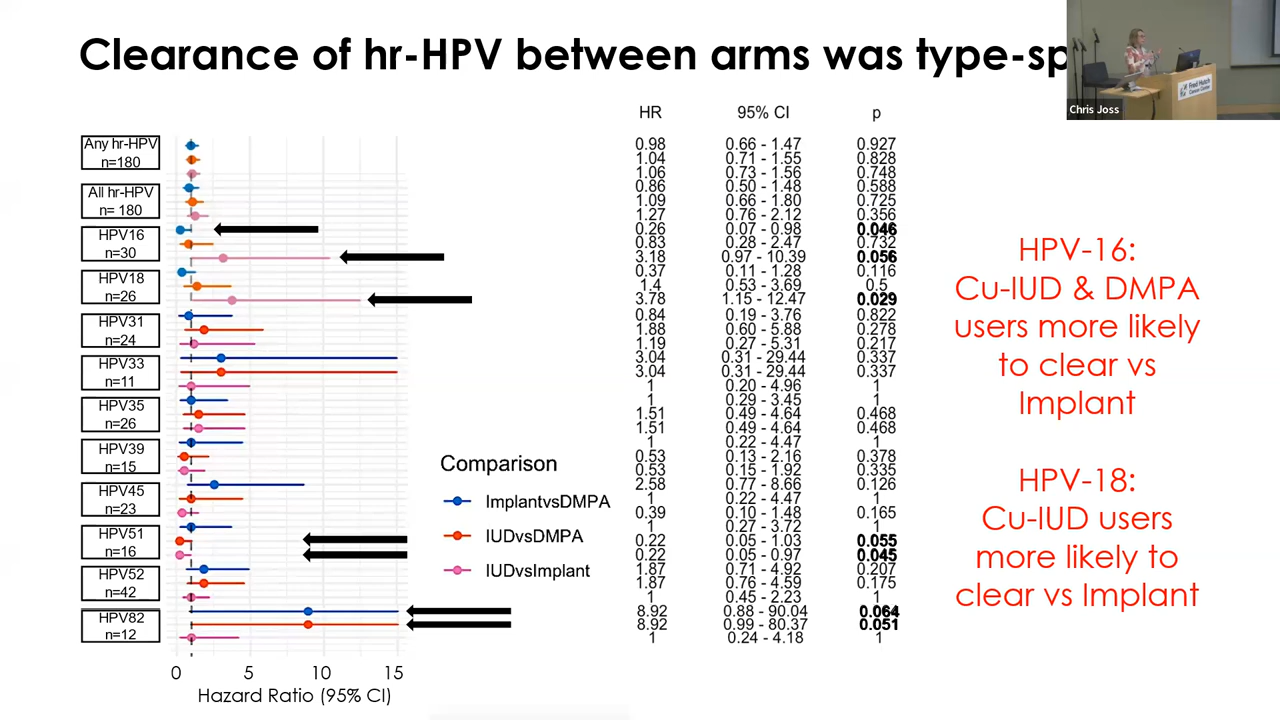 Clearance of hr-HPV between arms was type-sp
Chris Joss
Fred Hutch
Cancer Center
HR 95% CI p
Any hr-HPV
n=180
0.98 0.66 - 1.47 0.927
1.04 0.71 - 1.55 0.828
1.06 0.73 - 1.56 0.748
All hr-HPV
n= 180
0.86 0.50 - 1.48 0.588
1.09 0.66 - 1.80 0.725
1.27 0.76 - 2.12 0.356
HPV16
n=30
0.26 0.07 - 0.98 0.046
0.83 0.28 - 2.47 0.732
3.18 0.97 - 10.39 0.056
HPV18
n=26
0.37 0.11 - 1.28 0.116
1.4 0.53 - 3.69 0.5
3.78 1.15 - 12.47 0.029
HPV31
n=24
0.84 0.19 - 3.76 0.822
1.88 0.60 - 5.88 0.278
1.19 0.27 - 5.31 0.217
HPV33
n=11
3.04 0.31 - 29.44 0.337
3.04 0.31 - 29.44 0.337
1 0.20 - 4.96 1
HPV35
n=26
1 0.29 - 3.45 1
1.51 0.49 - 4.64 0.468
1.51 0.49 - 4.64 0.468
HPV39
n=15
1 0.22 - 4.47 1
0.53 0.13 - 2.16 0.378
0.53 0.15 - 1.92 0.335
HPV45
n=23
2.58 0.77 - 8.66 0.126
1 0.22 - 4.47 1
0.39 0.10 - 1.48 0.165
HPV51
n=16
1 0.27 - 3.72 1
0.22 0.05 - 1.03 0.055
0.22 0.05 - 0.97 0.045
HPV52
n=42
1.87 0.71 - 4.92 0.207
1.87 0.76 - 4.59 0.175
1 0.45 - 2.23 1
HPV82
n=12
8.92 0.88 - 90.04 0.064
8.92 0.99 - 80.37 0.051
1 0.24 - 4.18 1
0 5 10 15
Hazard Ratio (95% CI)
Comparison
ImplantvsDMPA
IUDvsDMPA
IUDvsImplant
HPV-16:
Cu-IUD & DMPA
users more likely
to clear vs
Implant
HPV-18:
Cu-IUD users
more likely to
clear vs Implant